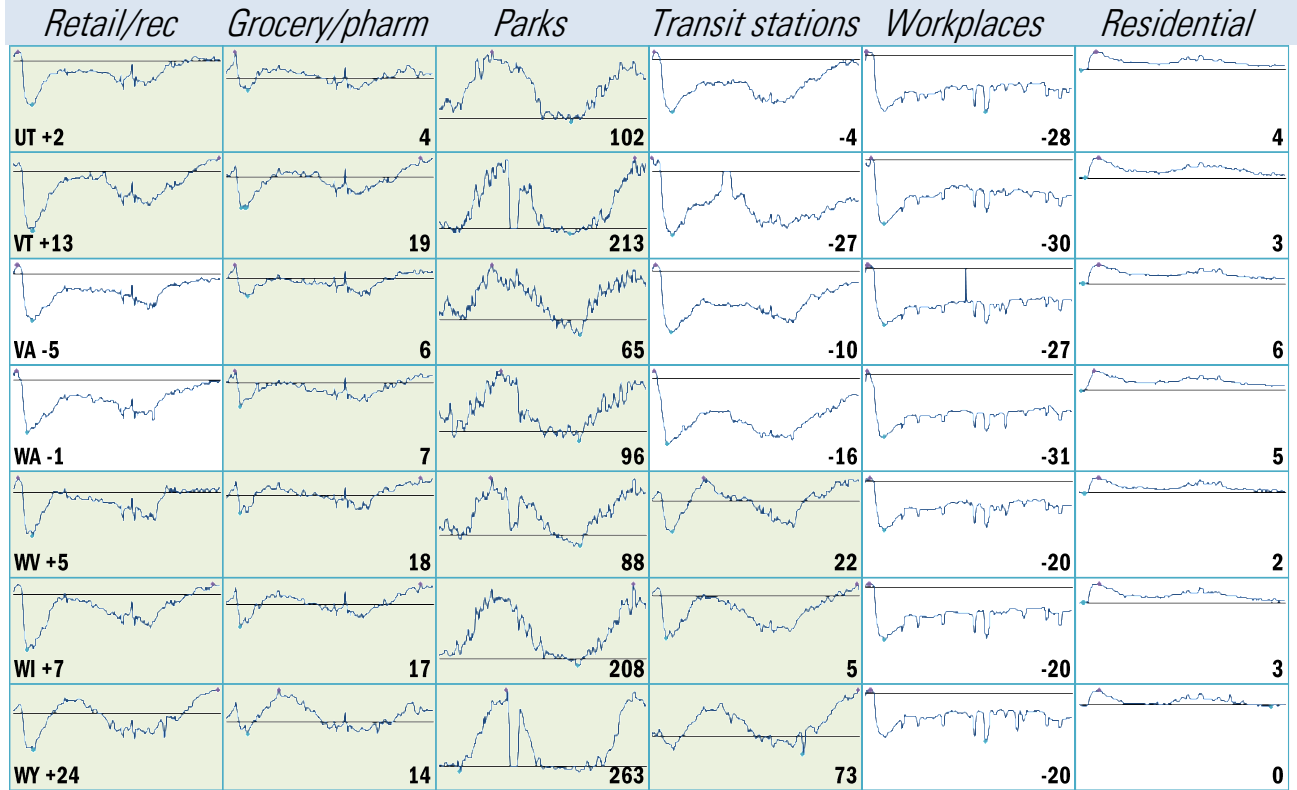 Retail/rec Grocery/pharm Parks Transit stations Workplaces Residential
UT +2 4 102 -4 -28 4
VT +13 19 213 -27 -30 3
VA -5 6 65 -10 -27 6
WA -1 7 96 -16 -31 5
WV +5 18 88 22 -20 2
WI +7 17 208 5 -20 3
WY +24 14 263 73 -20 0